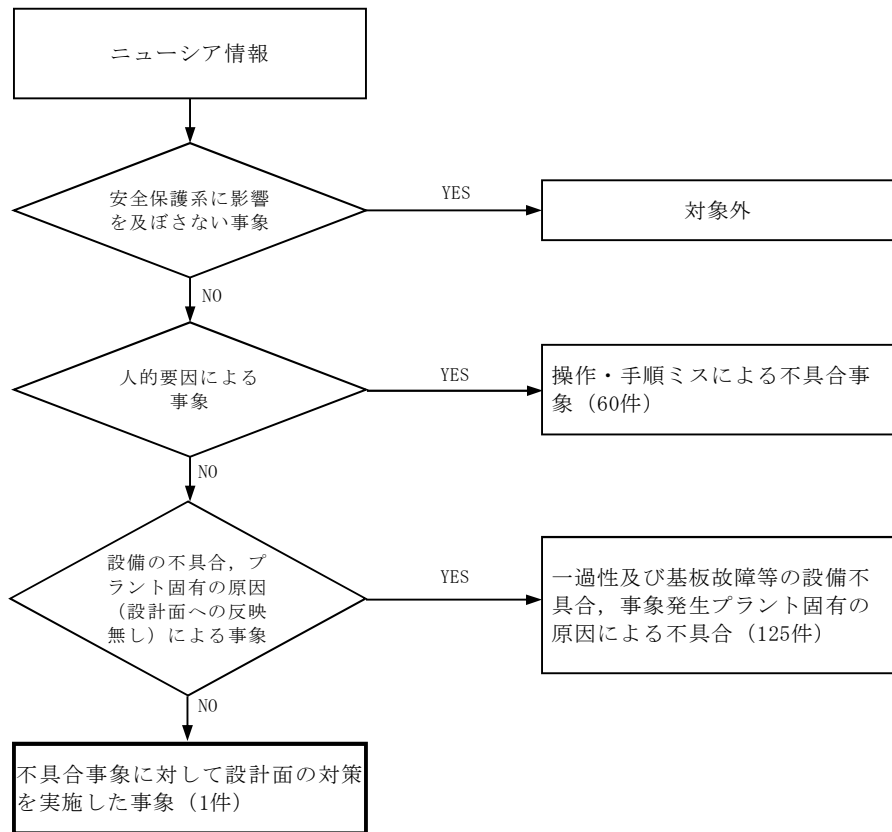 ニューシア情報
安全保護系に影響
を及ぼさない事象
YES
対象外
NO
人的要因による
事象
YES
操作・手順ミスによる不具合事
象（60件）
NO
設備の不具合，プ
ラント固有の原因
（設計面への反映
無し）による事象
YES
一過性及び基板故障等の設備不
具合，事象発生プラント固有の
原因による不具合（125件）
NO
不具合事象に対して設計面の対策
を実施した事象（1件）